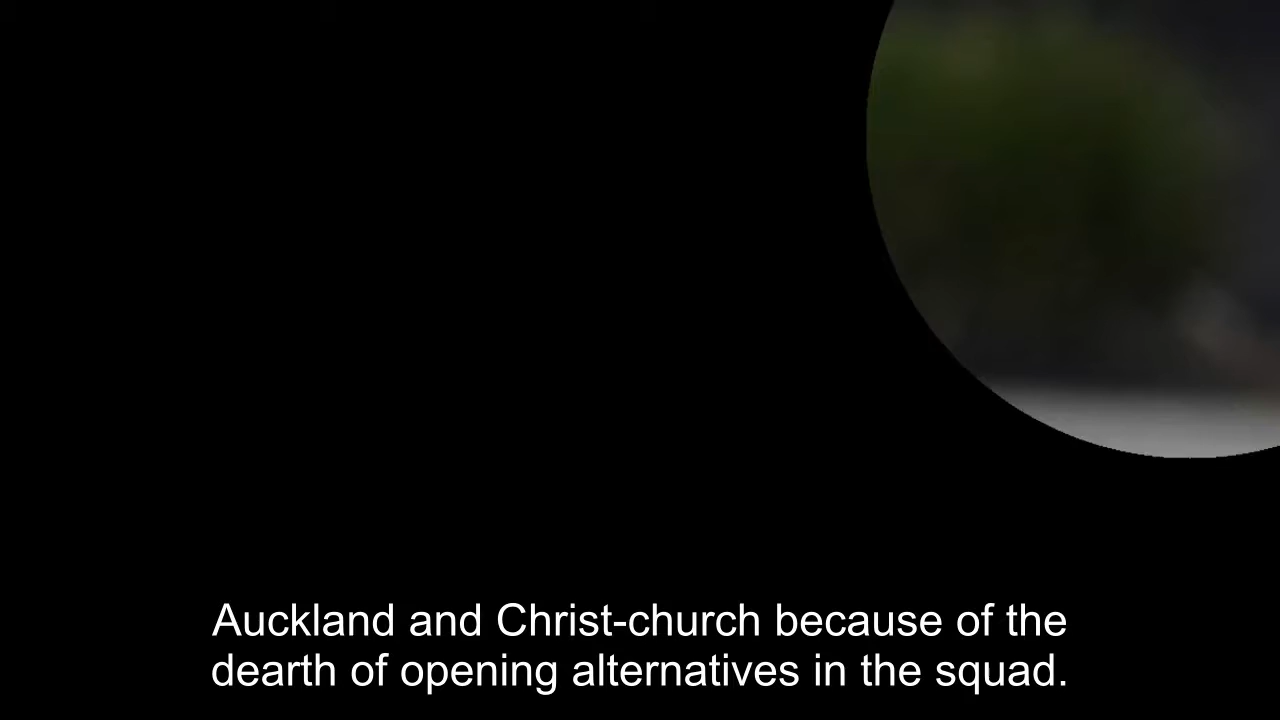 Auckland and Christ-church because of the
dearth of opening alternatives in the squad.